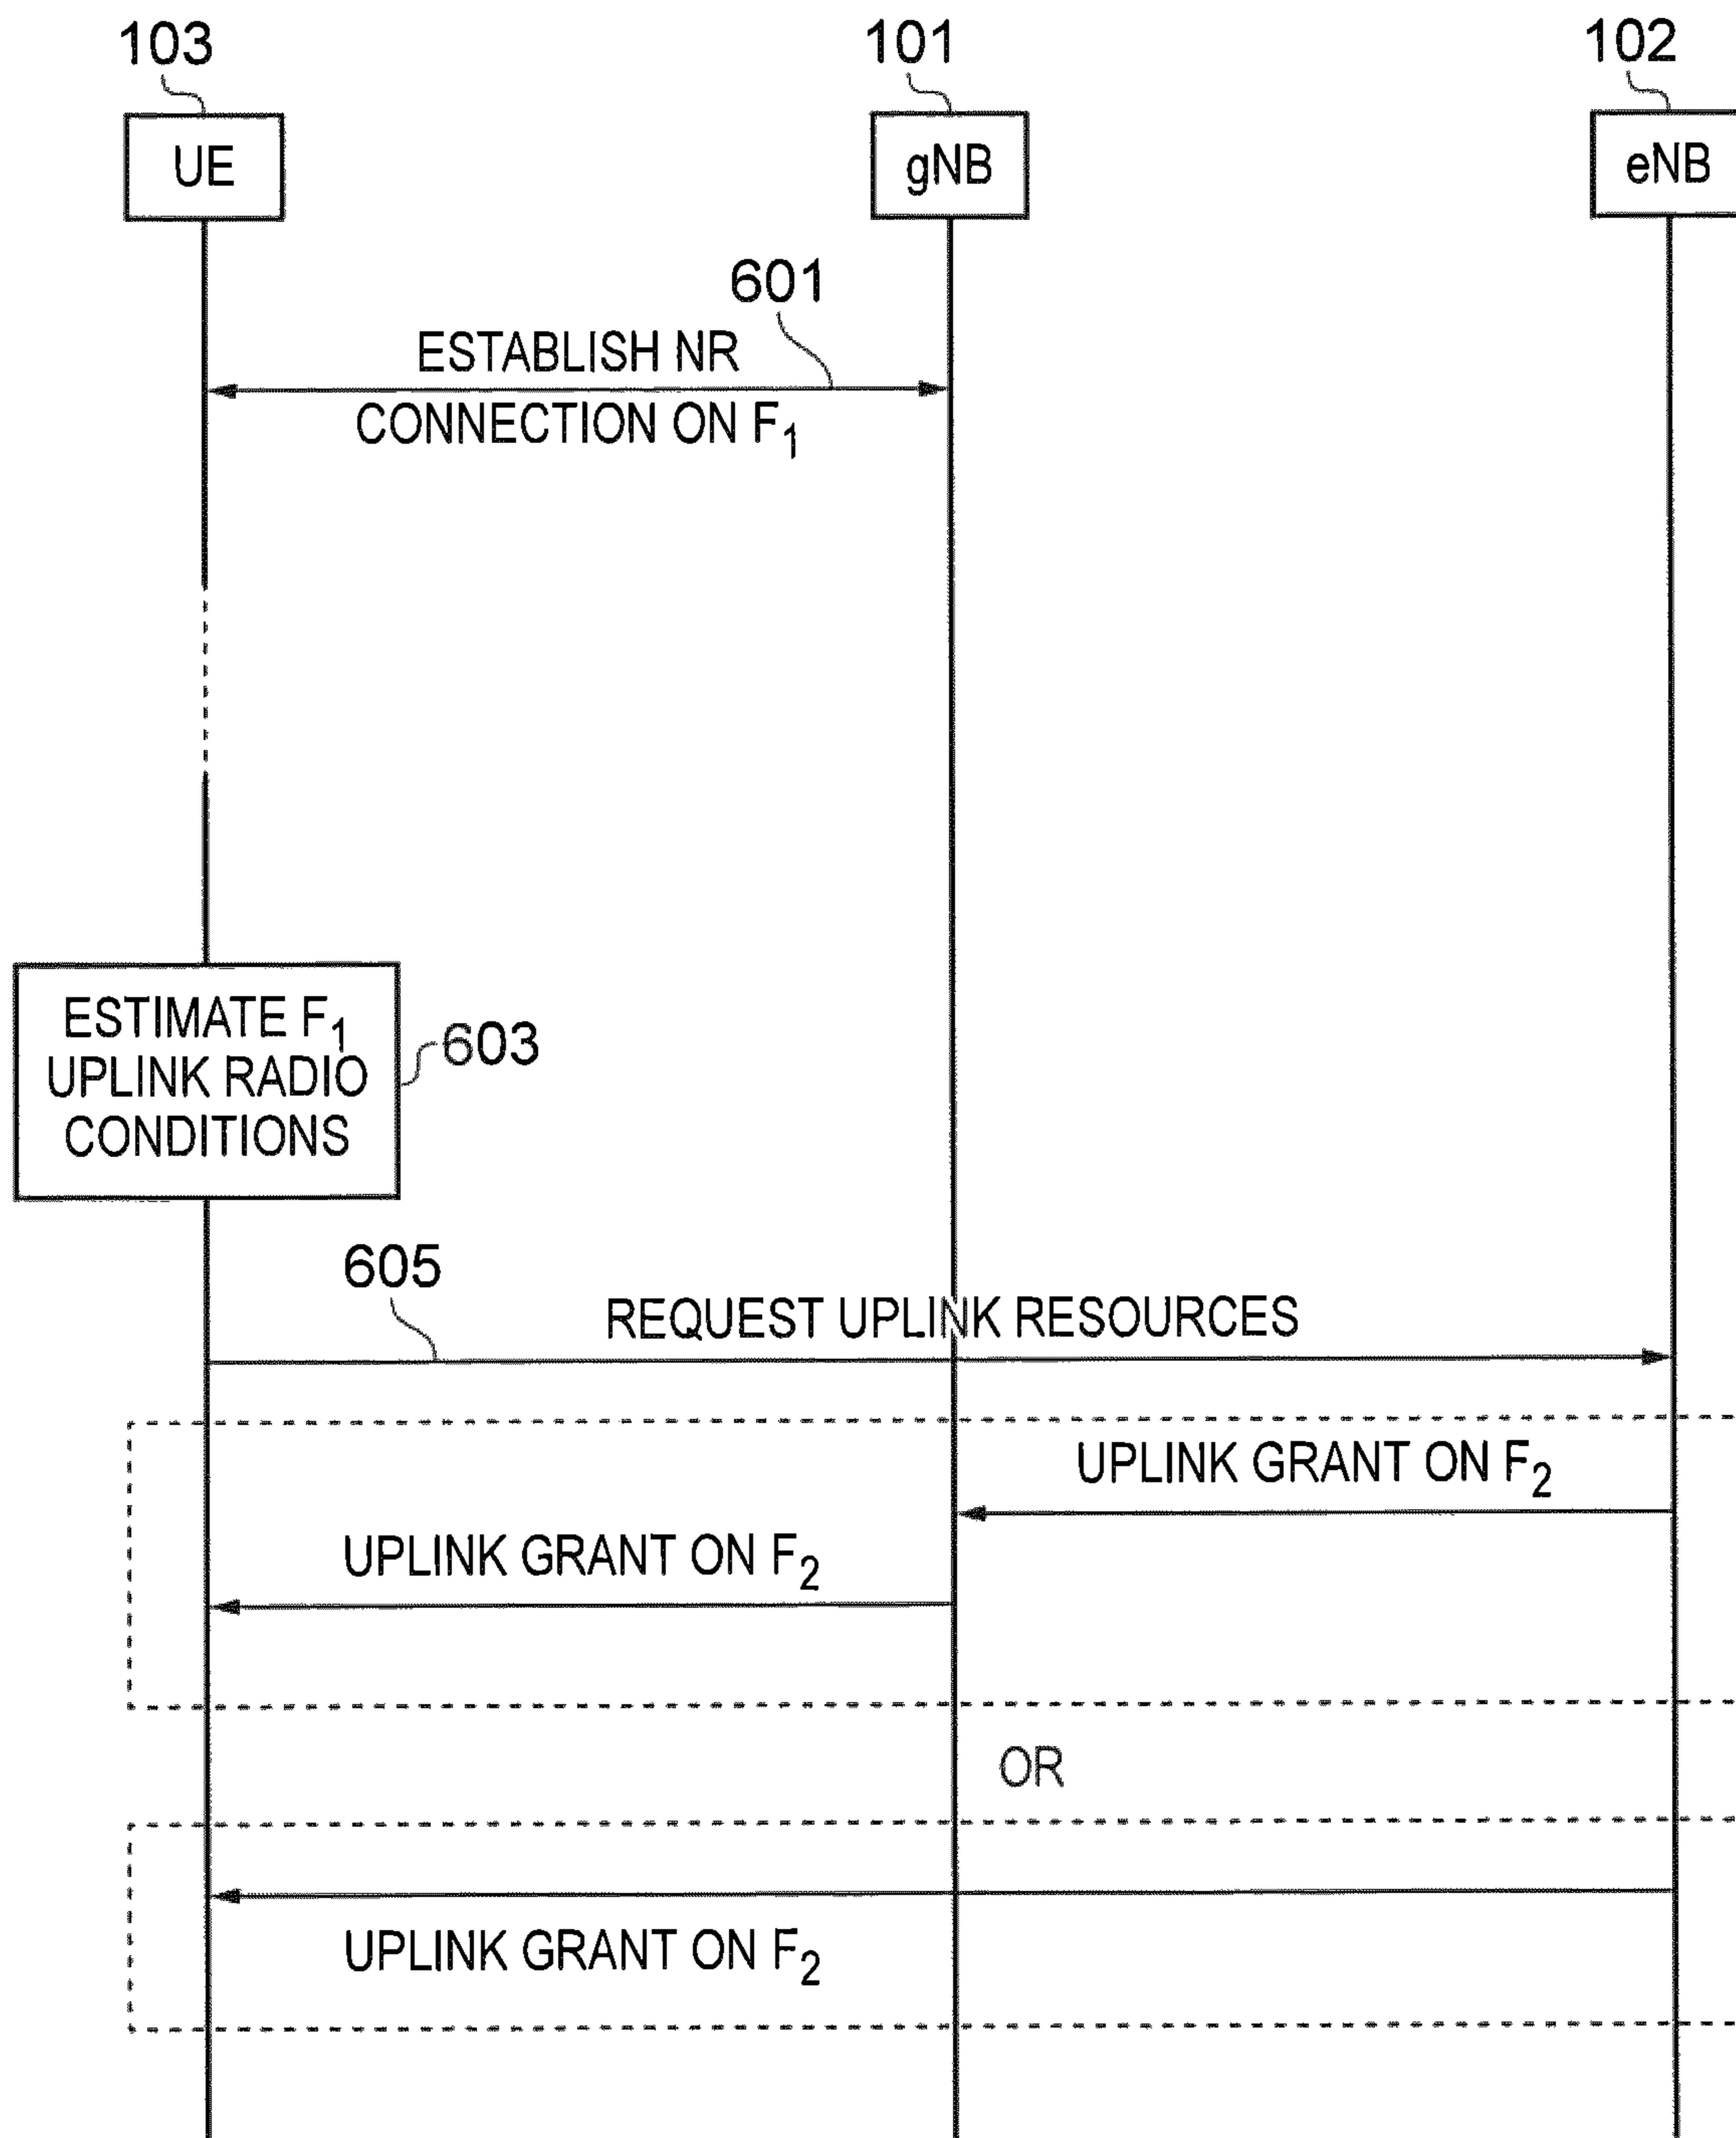 103
101
102
UE
gNB
eNB
601
ESTABLISH NR
CONNECTION ON F₁
ESTIMATE F₁
UPLINK RADIO
CONDITIONS
603
605
REQUEST UPLINK RESOURCES
UPLINK GRANT ON F₂
UPLINK GRANT ON F₂
OR
UPLINK GRANT ON F₂